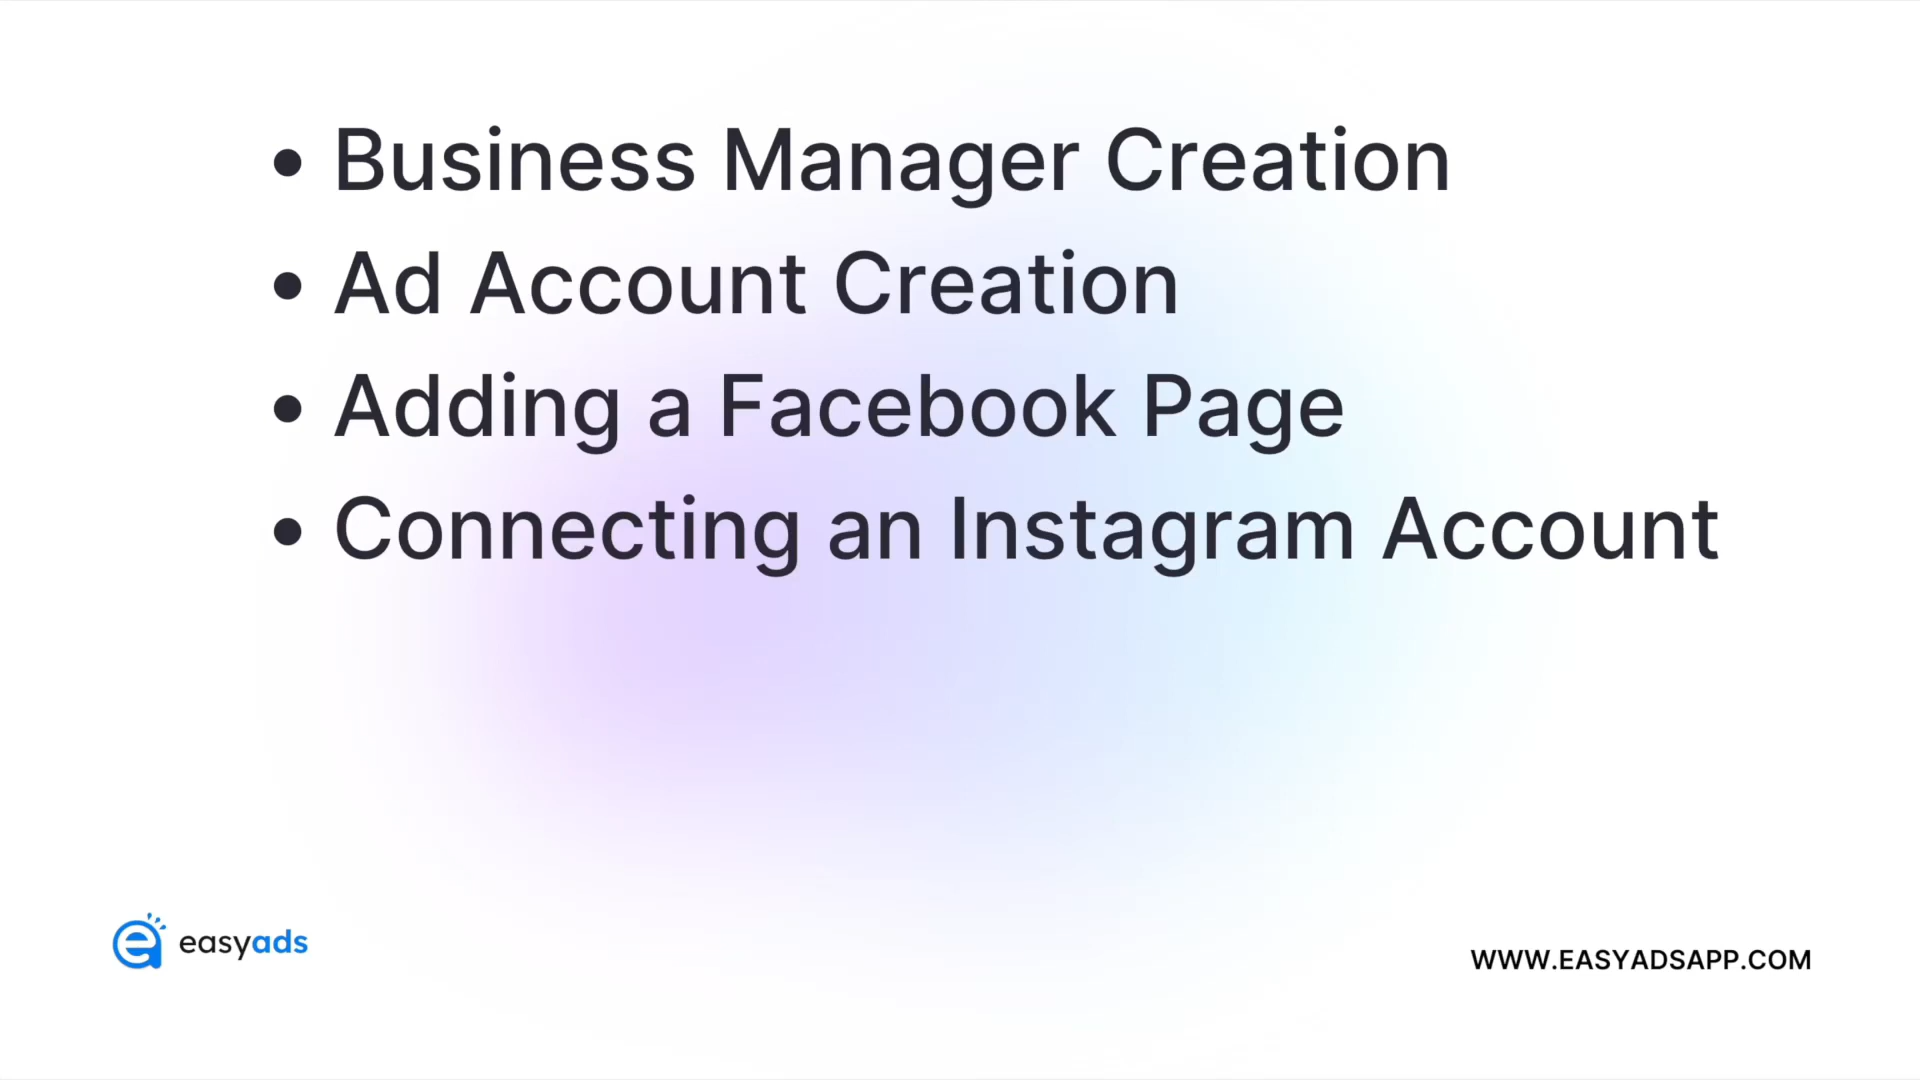 • Business Manager Creation
• Ad Account Creation
• Adding a Facebook Page
• Connecting an Instagram Account
easyads
WWW.EASYADSAPP.COM